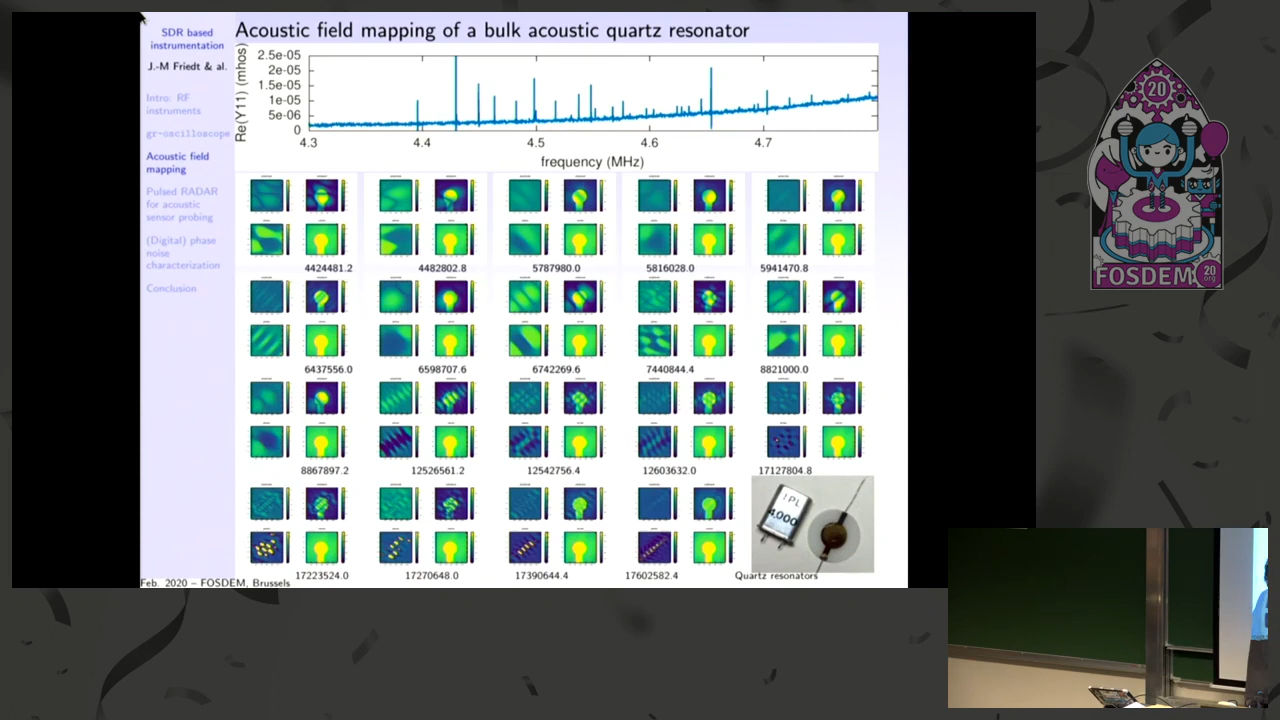 SDR based
instrumentation
J.-M Friedt & al.
Intro: RF
instruments
gr-oscilloscope
Acoustic field
mapping
Pulsed RADAR
for acoustic
sensor probing
(Digital) phase
noise
characterization
Conclusion
Acoustic field mapping of a bulk acoustic quartz resonator
Re(Y11) (mhos)
2.5e-05
2e-05
1.5e-05
1e-05
5e-06
0
4.3 4.4 4.5 4.6 4.7
frequency (MHz)
4424481.2 4482802.8 5787980.0 5816028.0 5941470.8
6437556.0 6598707.6 6742269.6 7440844.4 8821000.0
8867897.2 12526561.2 12542756.4 12603632.0 17127804.8
17223524.0 17270648.0 17390644.4 17602582.4 Quartz resonators
IPL
4,000
Feb. 2020 – FOSDEM, Brussels
20
FOSDEM 20
.org